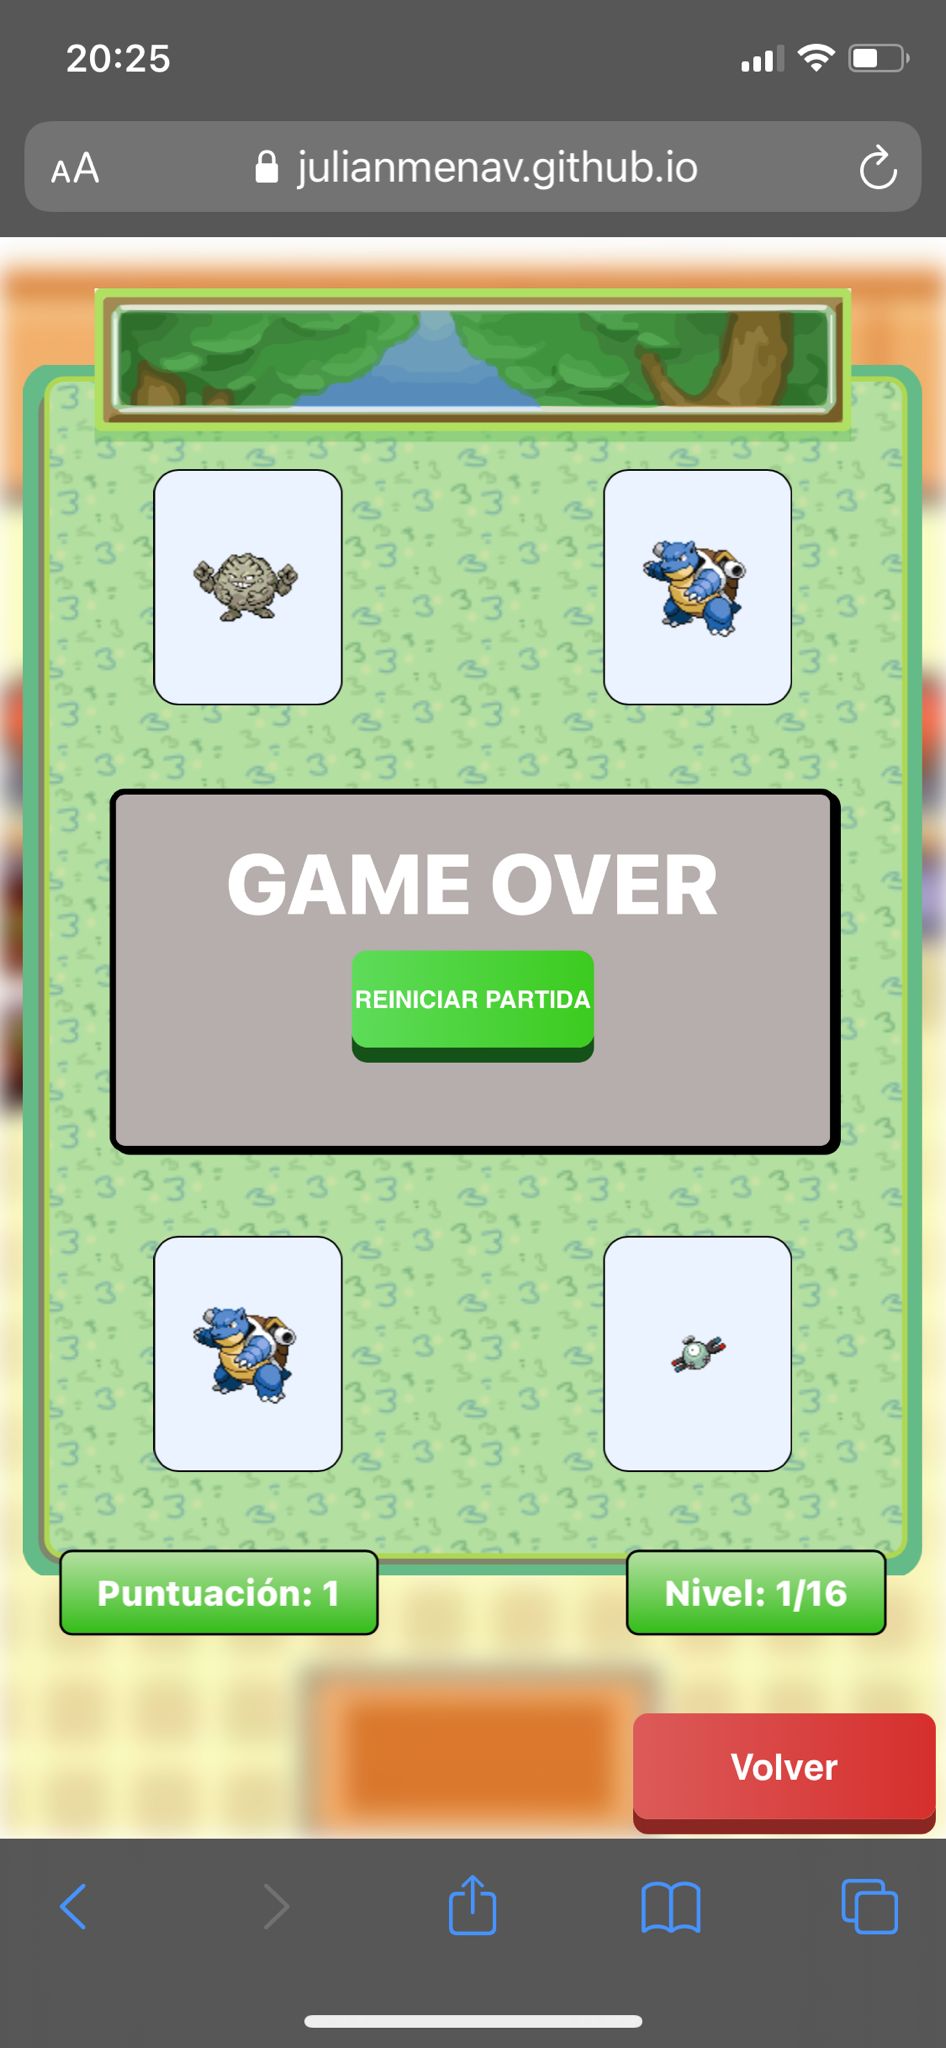 20:25
AA julianmenav.github.io
GAME OVER
REINICIAR PARTIDA
Puntuación: 1
Nivel: 1/16
Volver